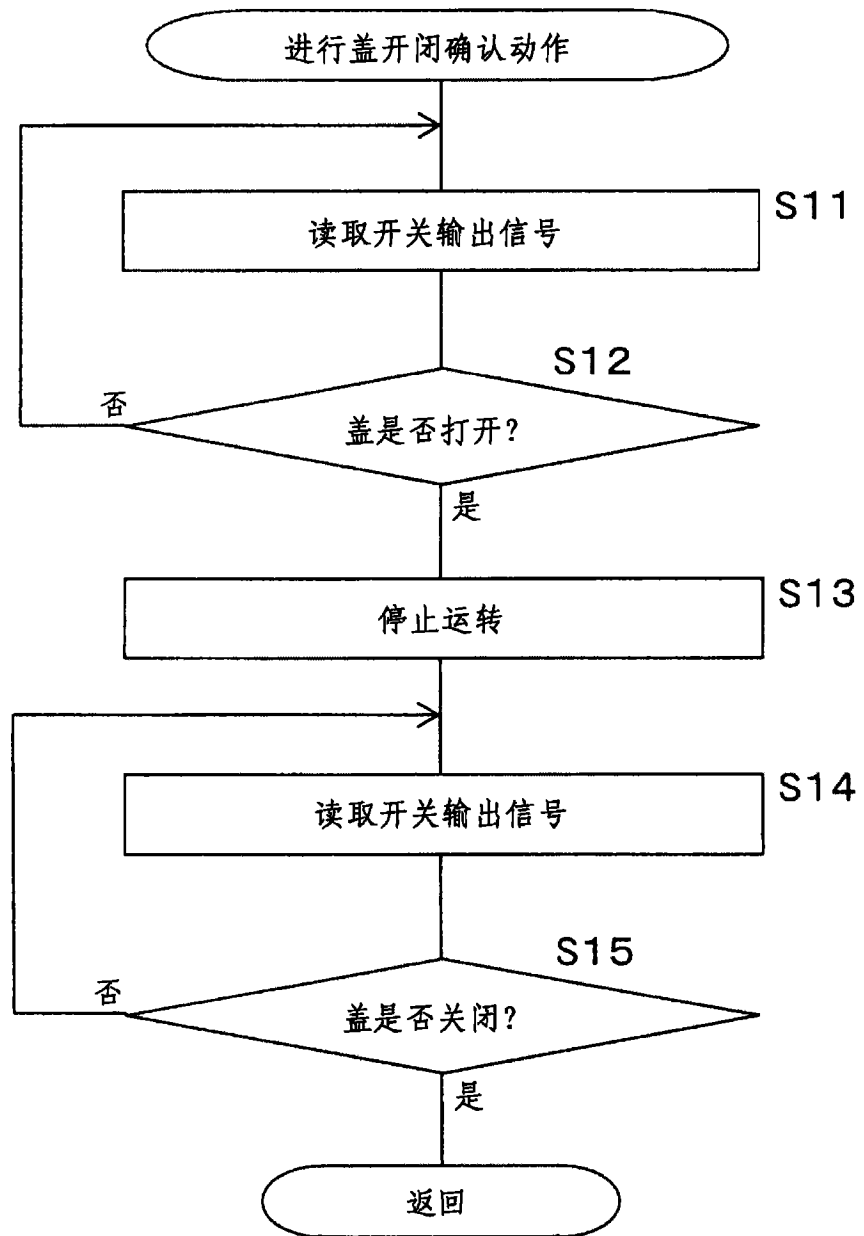 进行盖开闭确认动作
S11
读取开关输出信号
S12
否
盖是否打开?
是
S13
停止运转
S14
读取开关输出信号
S15
否
盖是否关闭?
是
返回